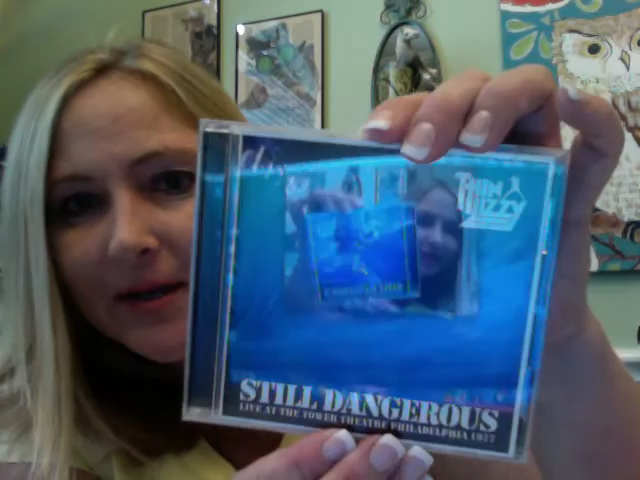 THIN
LIZZY
STILL DANGEROUS
LIVE AT THE TOWER THEATRE PHILADELPHIA 1977